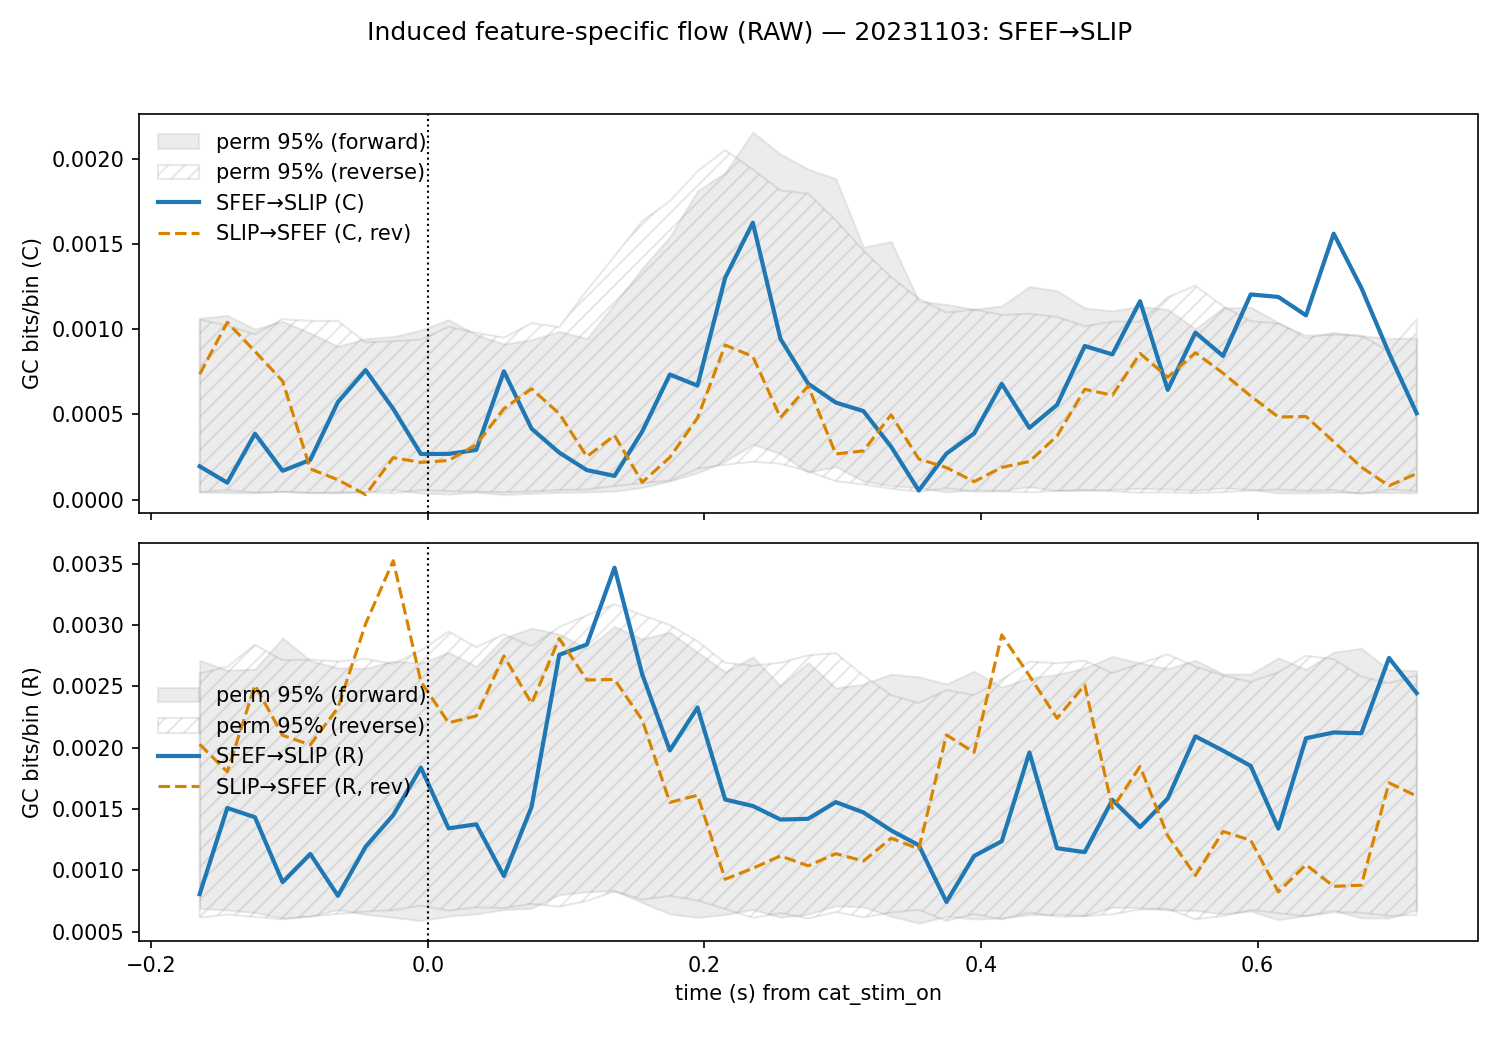 Induced feature-specific flow (RAW) — 20231103: SFEF→SLIP
GC bits/bin (C)
0.0020
0.0015
0.0010
0.0005
0.0000
perm 95% (forward)
perm 95% (reverse)
SFEF→SLIP (C)
SLIP→SFEF (C, rev)
GC bits/bin (R)
0.0035
0.0030
0.0025
0.0020
0.0015
0.0010
0.0005
perm 95% (forward)
perm 95% (reverse)
SFEF→SLIP (R)
SLIP→SFEF (R, rev)
−0.2 0.0 0.2 0.4 0.6
time (s) from cat_stim_on